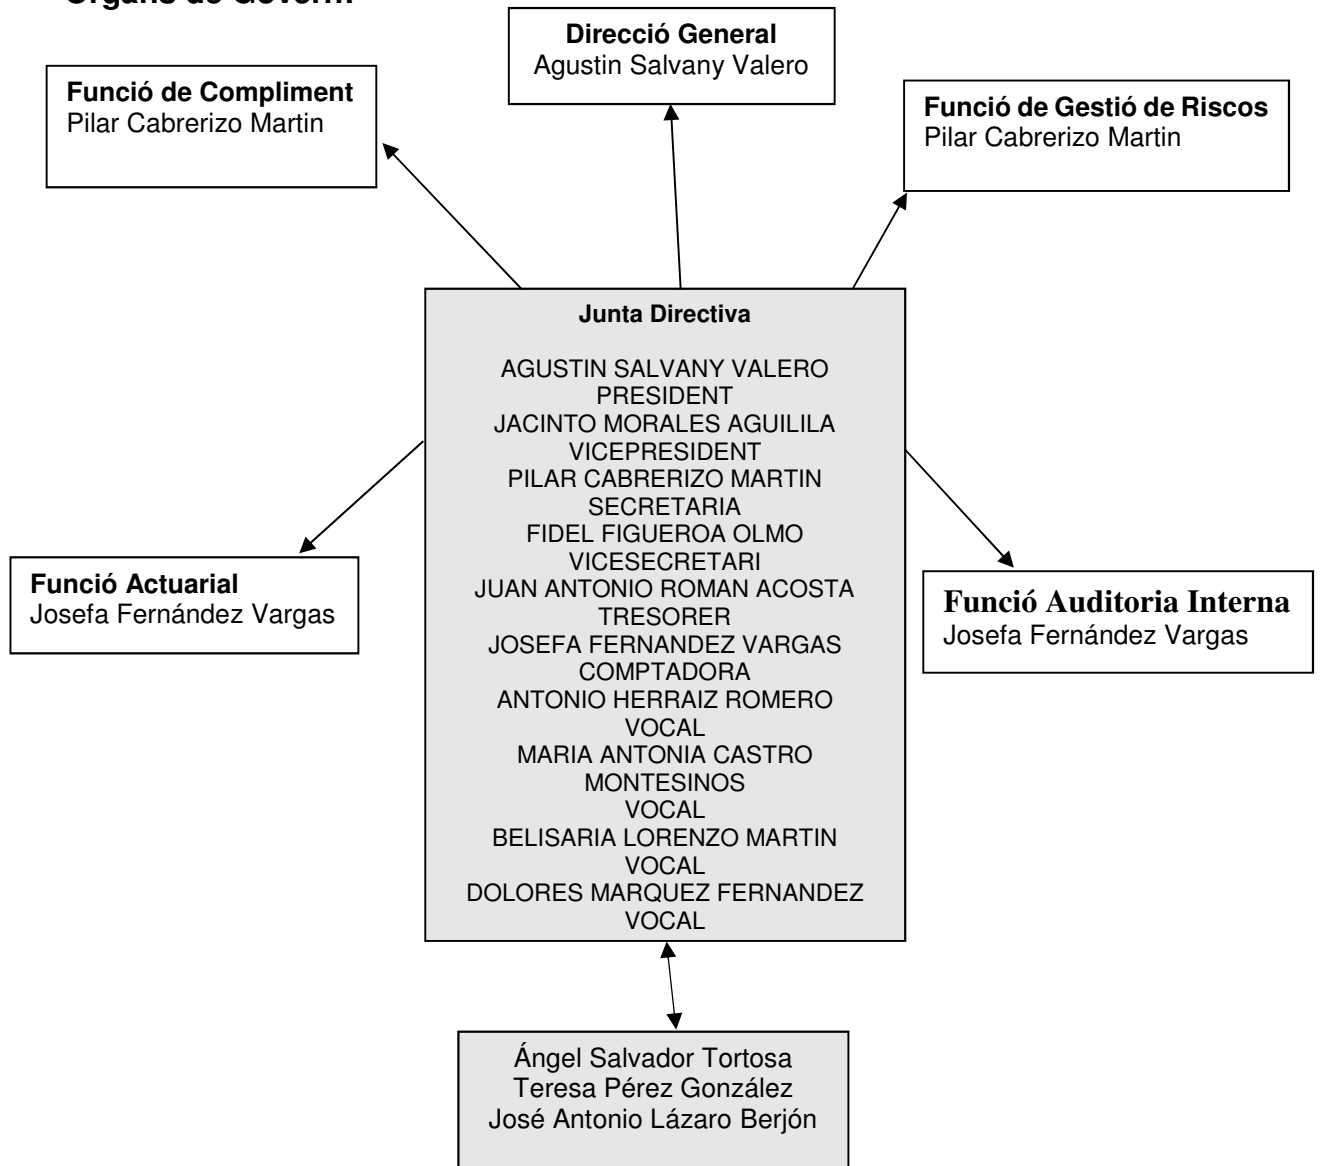 Direcció General
Agustin Salvany Valero
Funció de Compliment
Pilar Cabrerizo Martin
Funció de Gestió de Riscos
Pilar Cabrerizo Martin
Junta Directiva
AGUSTIN SALVANY VALERO
PRESIDENT
JACINTO MORALES AGUILILA
VICEPRESIDENT
PILAR CABRERIZO MARTIN
SECRETARIA
FIDEL FIGUEROA OLMO
VICESECRETARI
JUAN ANTONIO ROMAN ACOSTA
TRESORER
JOSEFA FERNANDEZ VARGAS
COMPTADORA
ANTONIO HERRAIZ ROMERO
VOCAL
MARIA ANTONIA CASTRO
MONTESINOS
VOCAL
BELISARIA LORENZO MARTIN
VOCAL
DOLORES MARQUEZ FERNANDEZ
VOCAL
Funció Actuarial
Josefa Fernández Vargas
Funció Auditoria Interna
Josefa Fernández Vargas
Ángel Salvador Tortosa
Teresa Pérez González
José Antonio Lázaro Berjón